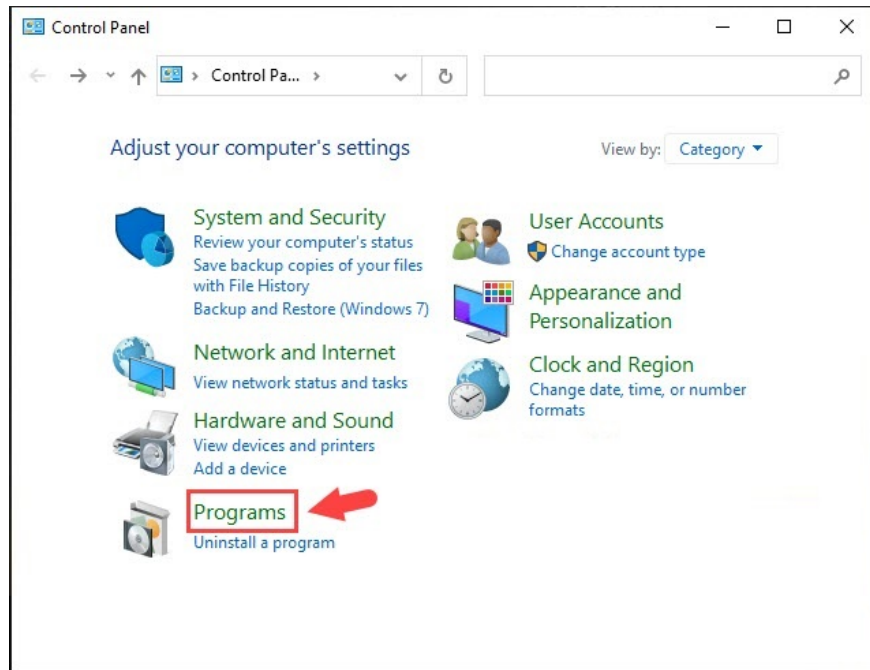 Control Panel
Control Pa...
Adjust your computer's settings
View by: Category
System and Security
Review your computer's status
Save backup copies of your files
with File History
Backup and Restore (Windows 7)
Network and Internet
View network status and tasks
Hardware and Sound
View devices and printers
Add a device
Programs
Uninstall a program
User Accounts
Change account type
Appearance and
Personalization
Clock and Region
Change date, time, or number
formats